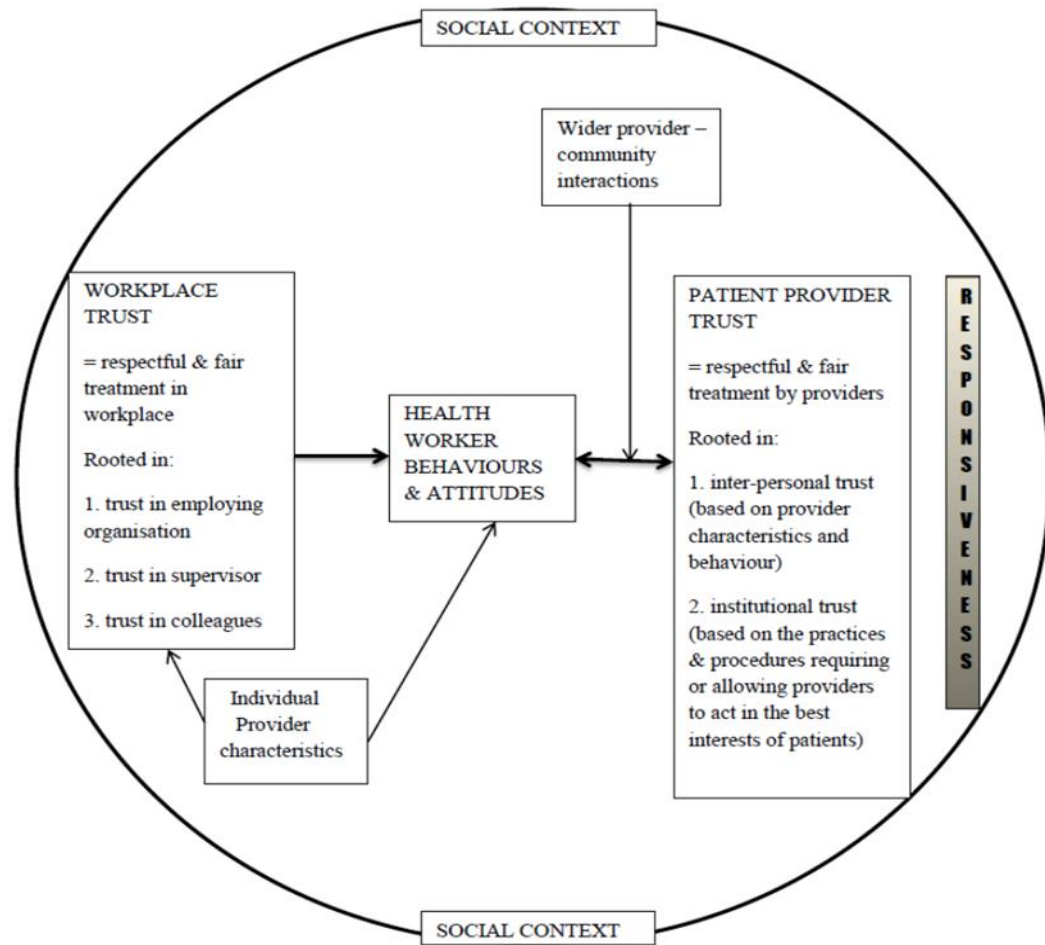 SOCIAL CONTEXT
Wider provider –
community
interactions
WORKPLACE
TRUST
= respectful & fair
treatment in
workplace
Rooted in:
1. trust in employing
organisation
2. trust in supervisor
3. trust in colleagues
Individual
Provider
characteristics
HEALTH
WORKER
BEHAVIOURS
& ATTITUDES
PATIENT PROVIDER
TRUST
= respectful & fair
treatment by providers
Rooted in:
1. inter-personal trust
(based on provider
characteristics and
behaviour)
2. institutional trust
(based on the practices
& procedures requiring
or allowing providers
to act in the best
interests of patients)
RESPONSIVENESS
SOCIAL CONTEXT